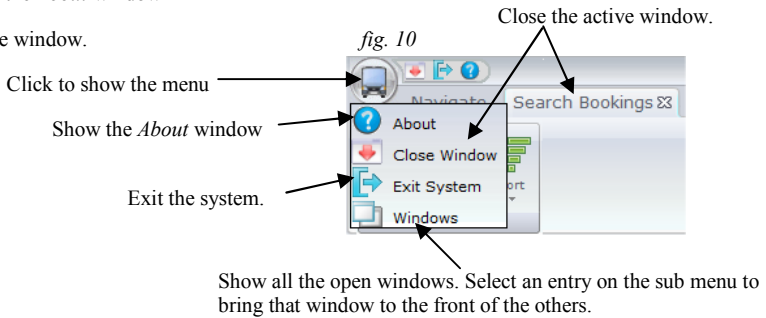 e window.
fig. 10
Close the active window.
Click to show the menu
Navigate
Search Bookings
Show the About window
About
Close Window
Exit the system.
Exit System
ort
Windows
Show all the open windows. Select an entry on the sub menu to
bring that window to the front of the others.